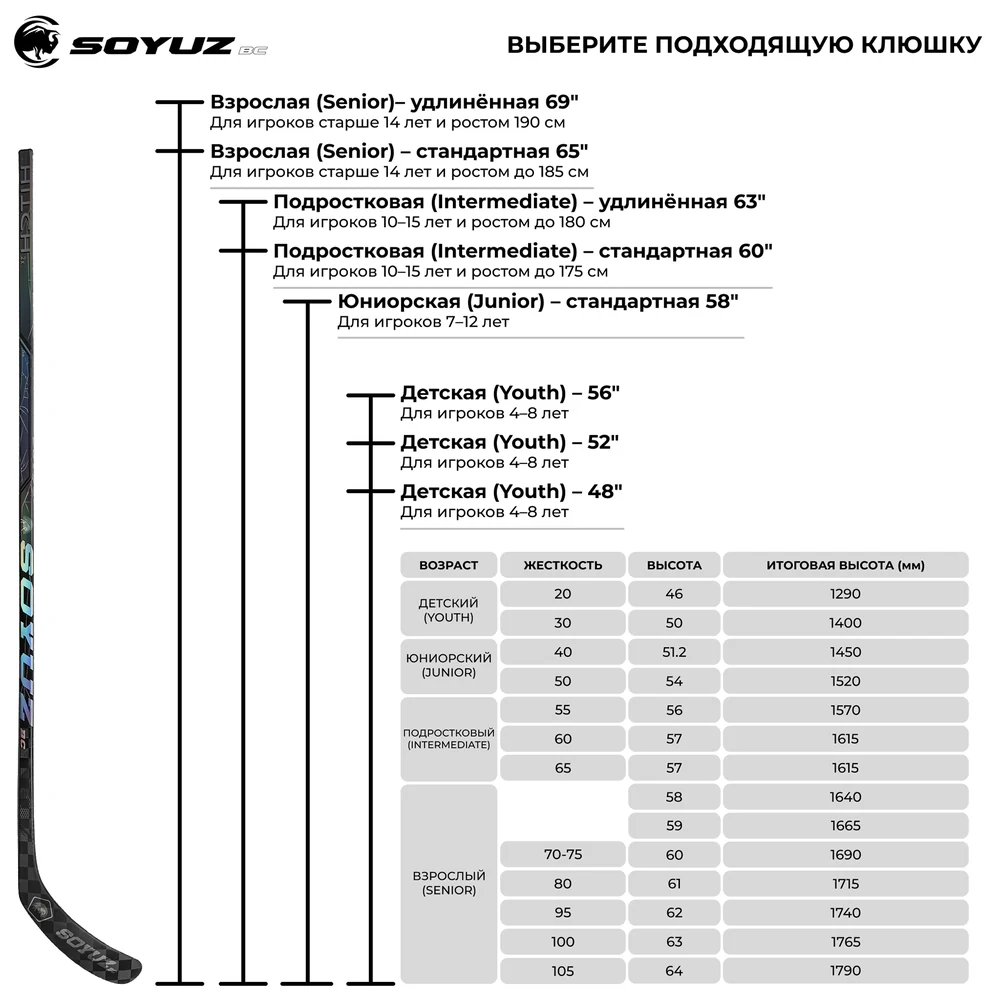 SOYUZ BC
ВЫБЕРИТЕ ПОДХОДЯЩУЮ КЛЮШКУ
Взрослая (Senior)– удлинённая 69"
Для игроков старше 14 лет и ростом 190 см
Взрослая (Senior) – стандартная 65"
Для игроков старше 14 лет и ростом до 185 см
Подростковая (Intermediate) – удлинённая 63"
Для игроков 10–15 лет и ростом до 180 см
Подростковая (Intermediate) – стандартная 60"
Для игроков 10–15 лет и ростом до 175 см
Юниорская (Junior) – стандартная 58"
Для игроков 7–12 лет
Детская (Youth) – 56"
Для игроков 4–8 лет
Детская (Youth) – 52"
Для игроков 4–8 лет
Детская (Youth) – 48"
Для игроков 4–8 лет
HITCH
SOYUZ BC
SOYUZ
ВОЗРАСТ ЖЕСТКОСТЬ ВЫСОТА ИТОГОВАЯ ВЫСОТА (мм)
ДЕТСКИЙ
(YOUTH)
20 46 1290
30 50 1400
ЮНИОРСКИЙ
(JUNIOR)
40 51.2 1450
50 54 1520
ПОДРОСТКОВЫЙ
(INTERMEDIATE)
55 56 1570
60 57 1615
65 57 1615
ВЗРОСЛЫЙ
(SENIOR)
58 1640
59 1665
70-75 60 1690
80 61 1715
95 62 1740
100 63 1765
105 64 1790